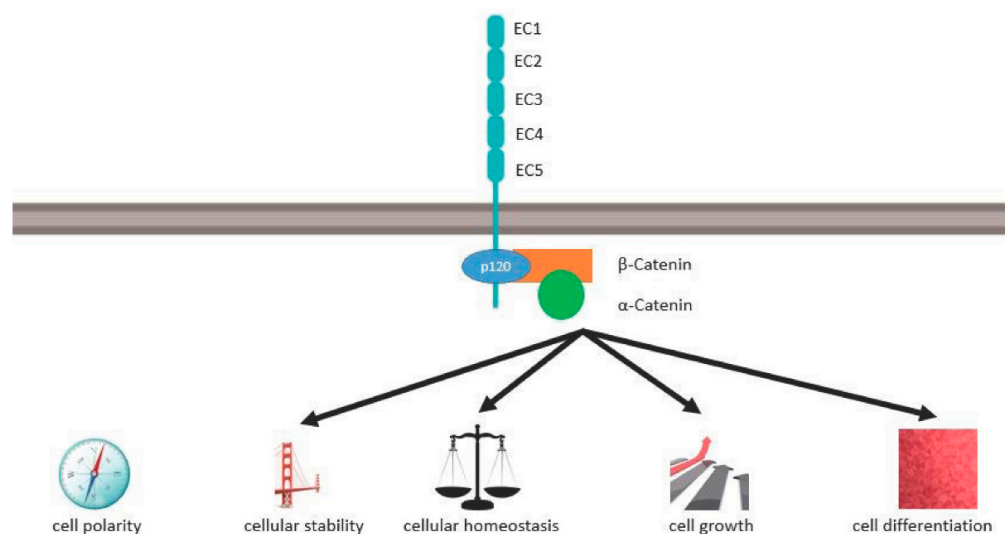 EC1
EC2
EC3
EC4
EC5
p120
β-Catenin
α-Catenin
cell polarity
cellular stability
cellular homeostasis
cell growth
cell differentiation